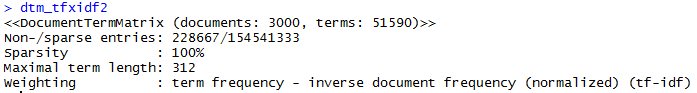 > dtm_tfxidf2
<<DocumentTermMatrix (documents: 3000, terms: 51590)>>
Non-/sparse entries: 228667/154541333
Sparsity           : 100%
Maximal term length: 312
Weighting          : term frequency - inverse document frequency (normalized) (tf-idf)